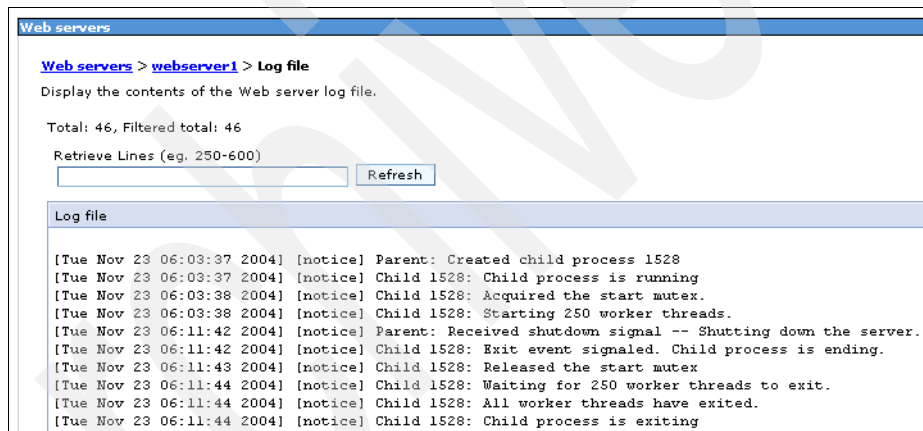 Web servers
Web servers > webserver1 > Log file
Display the contents of the Web server log file.
Total: 46, Filtered total: 46
Retrieve Lines (eg. 250-600)
Refresh
Log file
[Tue Nov 23 06:03:37 2004] [notice] Parent: Created child process 1528
[Tue Nov 23 06:03:37 2004] [notice] Child 1528: Child process is running
[Tue Nov 23 06:03:38 2004] [notice] Child 1528: Acquired the start mutex.
[Tue Nov 23 06:03:38 2004] [notice] Child 1528: Starting 250 worker threads.
[Tue Nov 23 06:11:42 2004] [notice] Parent: Received shutdown signal -- Shutting down the server.
[Tue Nov 23 06:11:42 2004] [notice] Child 1528: Exit event signaled. Child process is ending.
[Tue Nov 23 06:11:43 2004] [notice] Child 1528: Released the start mutex
[Tue Nov 23 06:11:44 2004] [notice] Child 1528: Waiting for 250 worker threads to exit.
[Tue Nov 23 06:11:44 2004] [notice] Child 1528: All worker threads have exited.
[Tue Nov 23 06:11:44 2004] [notice] Child 1528: Child process is exiting